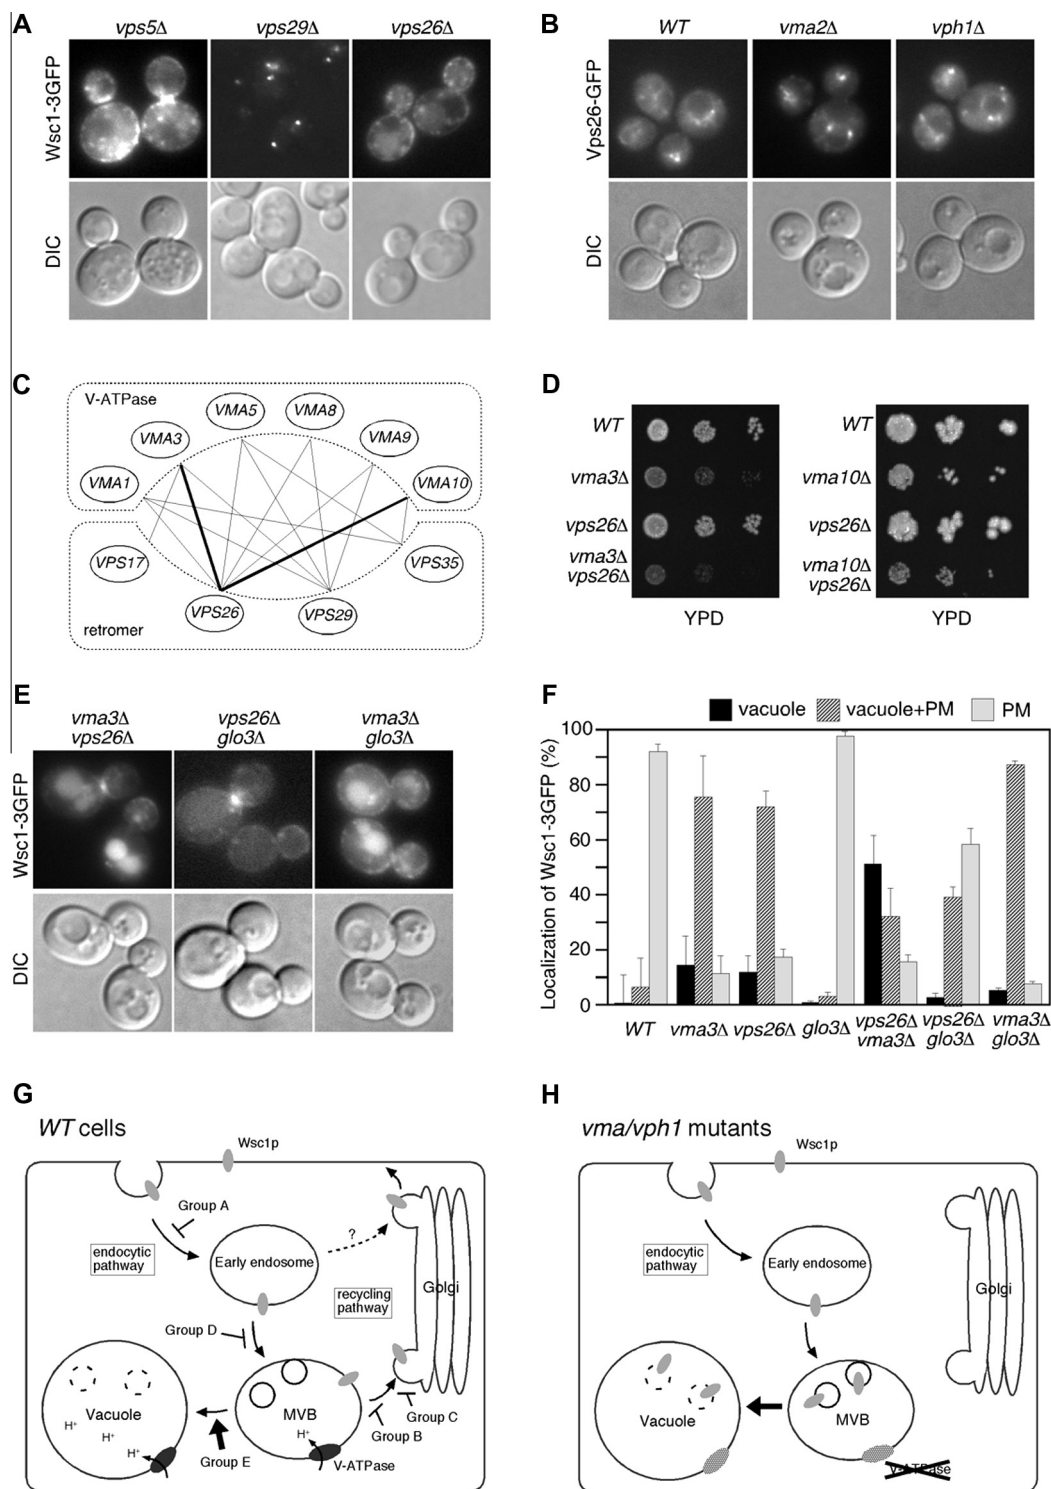 A
vps5Δ vps29Δ vps26Δ
Wsc1-3GFP
DIC
B
WT vma2Δ vph1Δ
Vps26-GFP
DIC
C
V-ATPase
VMA5 VMA8
VMA3 VMA9
VMA1 VMA10
VPS17 VPS35
VPS26 VPS29
retromer
D
WT
vma3Δ
vps26Δ
vma3Δ
vps26Δ
YPD
WT
vma10Δ
vps26Δ
vma10Δ
vps26Δ
YPD
E
vma3Δ vps26Δ vma3Δ
vps26Δ glo3Δ glo3Δ
Wsc1-3GFP
DIC
F
vacuole vacuole+PM PM
Localization of Wsc1-3GFP (%)
100
80
60
40
20
0
WT vma3Δ vps26Δ glo3Δ vps26Δ vps26Δ vma3Δ
vma3Δ glo3Δ glo3Δ
G
WT cells
Wsc1p
Group A
endocytic
pathway
Early endosome
?
recycling
pathway
Golgi
Group D
Vacuole
H+
H+
H+
MVB
H+
Group C
Group B
Group E
V-ATPase
H
vma/vph1 mutants
Wsc1p
endocytic
pathway
Early endosome
Golgi
Vacuole
MVB
V-ATPase